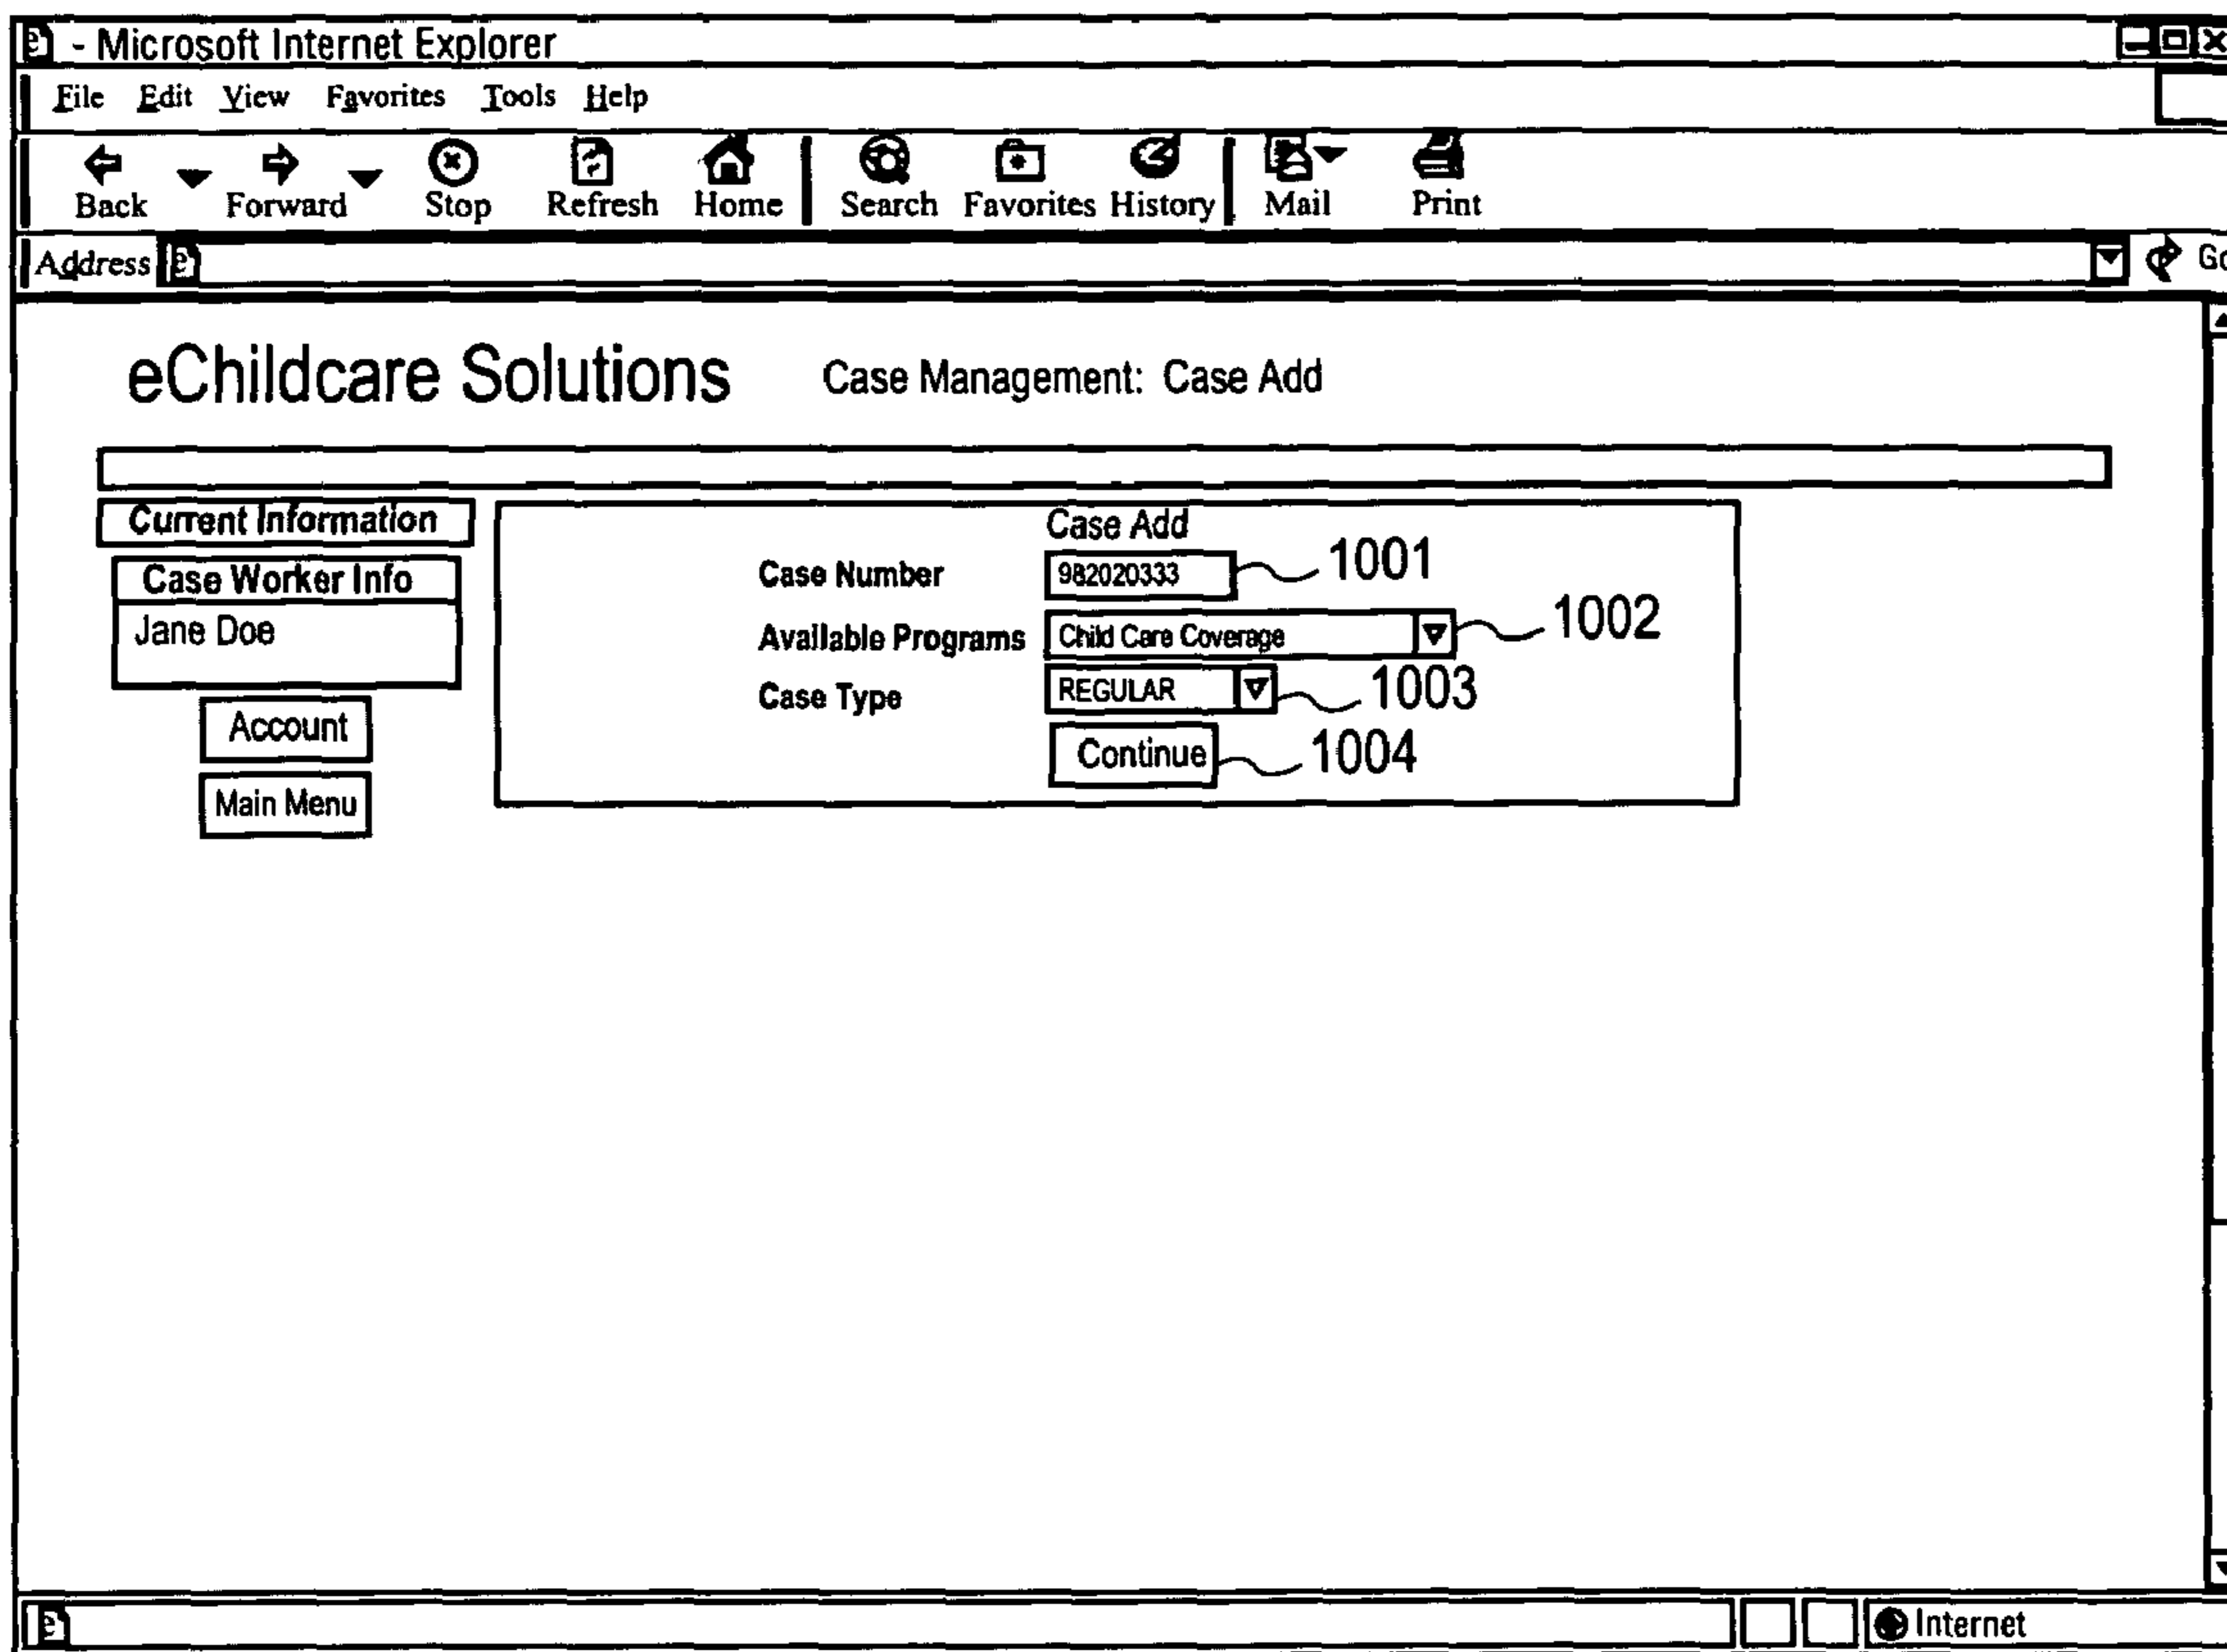 - Microsoft Internet Explorer
File Edit View Favorites Tools Help
Back Forward Stop Refresh Home Search Favorites History Mail Print
Address
eChildcare Solutions Case Management: Case Add
Current Information
Case Add
Case Worker Info
Case Number 982020333 1001
Jane Doe
Available Programs Child Care Coverage 1002
Case Type REGULAR 1003
Account
Continue 1004
Main Menu
Internet